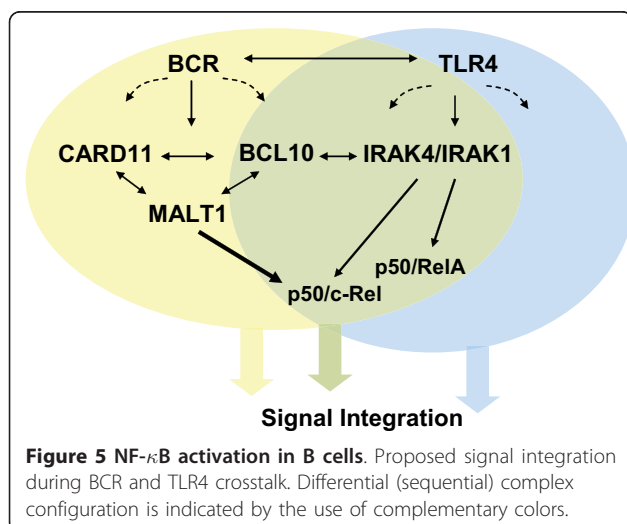 BCR TLR4
CARD11 BCL10 IRAK4/IRAK1
MALT1
p50/RelA
p50/c-Rel
Signal Integration
Figure 5 NF-κB activation in B cells. Proposed signal integration
during BCR and TLR4 crosstalk. Differential (sequential) complex
configuration is indicated by the use of complementary colors.